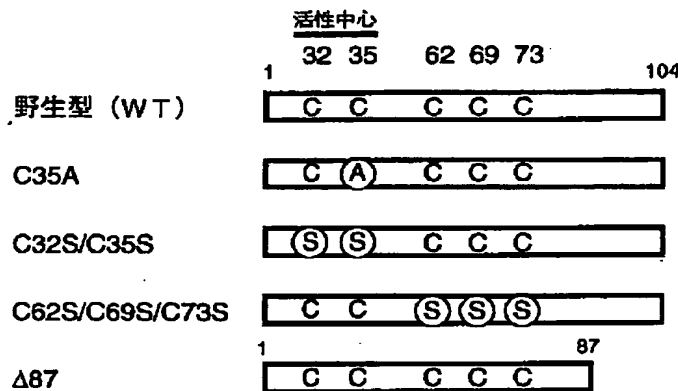 活性中心
32 35 62 69 73
1 104
野生型 (WT) C C C C C
C35A C A C C C
C32S/C35S S S C C C
C62S/C69S/C73S C C S S S
1 87
Δ87 C C C C C